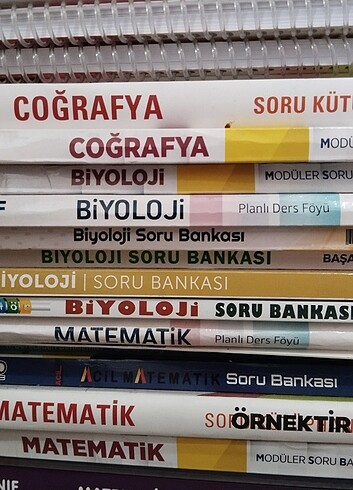 COĞRAFYA SORU KÜT
COĞRAFYA MODÜ
BİYOLOJİ MODÜLER SORU
F BİYOLOJİ Planlı Ders Föyü
Biyoloji Soru Bankası
BİYOLOJİ SORU BANKASI BAŞA
BİYOLOJİ | SORU BANKASI
BİYOLOJİ SORU BANKASI
MATEMATİK Planlı Ders Föyü
ACİL MATEMATİK Soru Bankası
MATEMATİK ÖRNEKTİR
MATEMATİK MODÜLER SORU BA